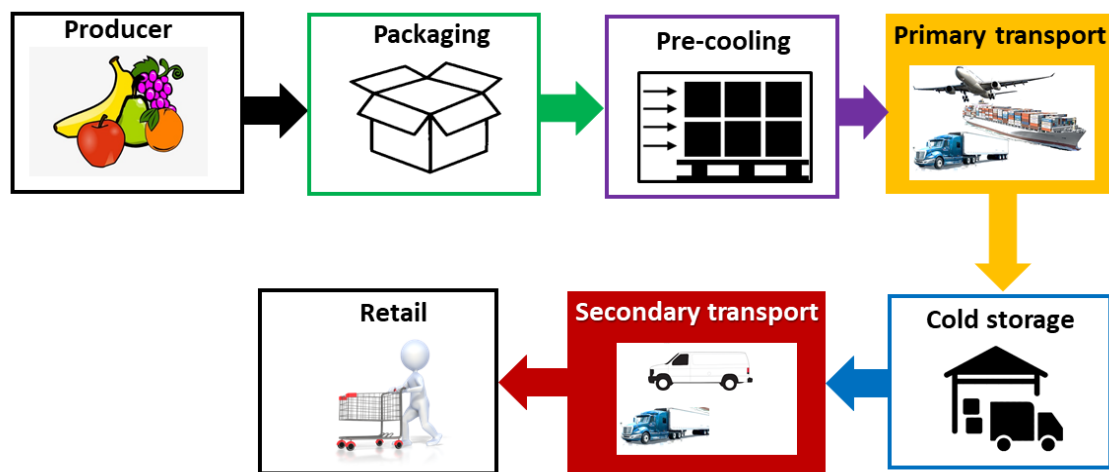 Producer
Packaging
Pre-cooling
Primary transport
Cold storage
Secondary transport
Retail